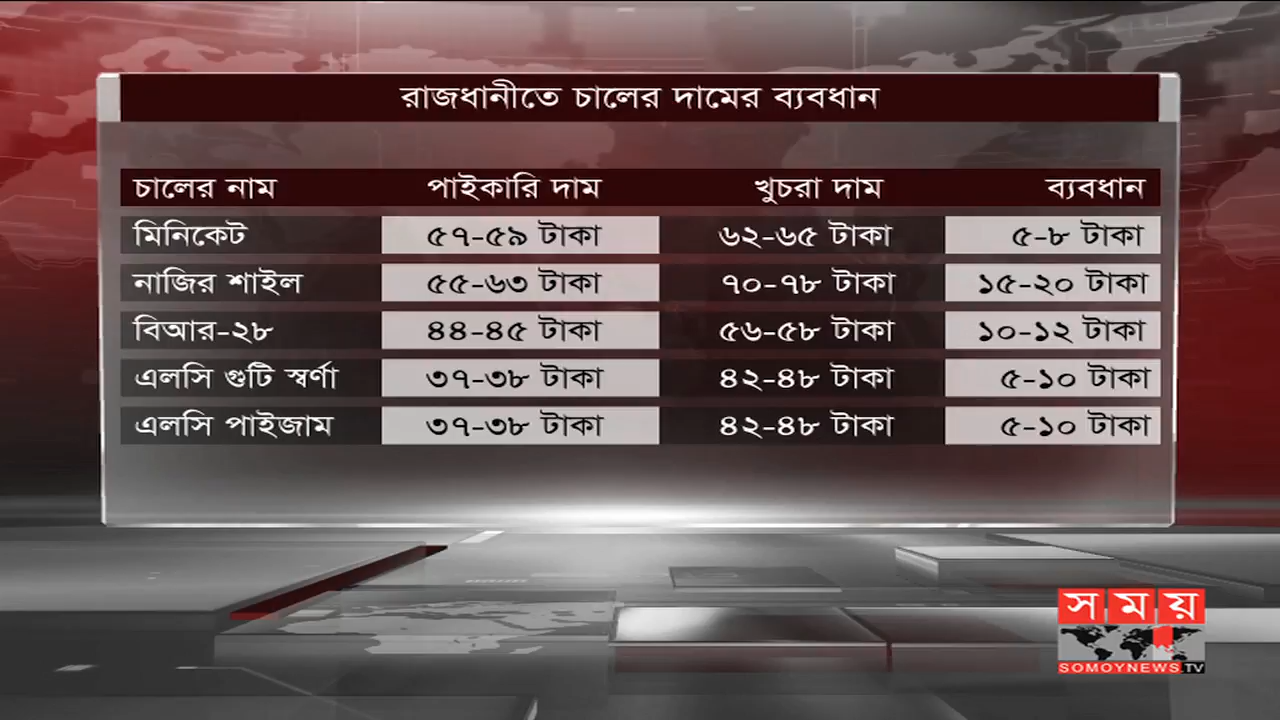 রাজধানীতে চালের দামের ব্যবধান
চালের নাম পাইকারি দাম খুচরা দাম ব্যবধান
মিনিকেট ৫৭-৫৯ টাকা ৬২-৬৫ টাকা ৫-৮ টাকা
নাজির শাইল ৫৫-৬৩ টাকা ৭০-৭৮ টাকা ১৫-২০ টাকা
বিআর-২৮ ৪৪-৪৫ টাকা ৫৬-৫৮ টাকা ১০-১২ টাকা
এলসি গুটি স্বর্ণা ৩৭-৩৮ টাকা ৪২-৪৮ টাকা ৫-১০ টাকা
এলসি পাইজাম ৩৭-৩৮ টাকা ৪২-৪৮ টাকা ৫-১০ টাকা
সময়
SOMOYNEWS.TV